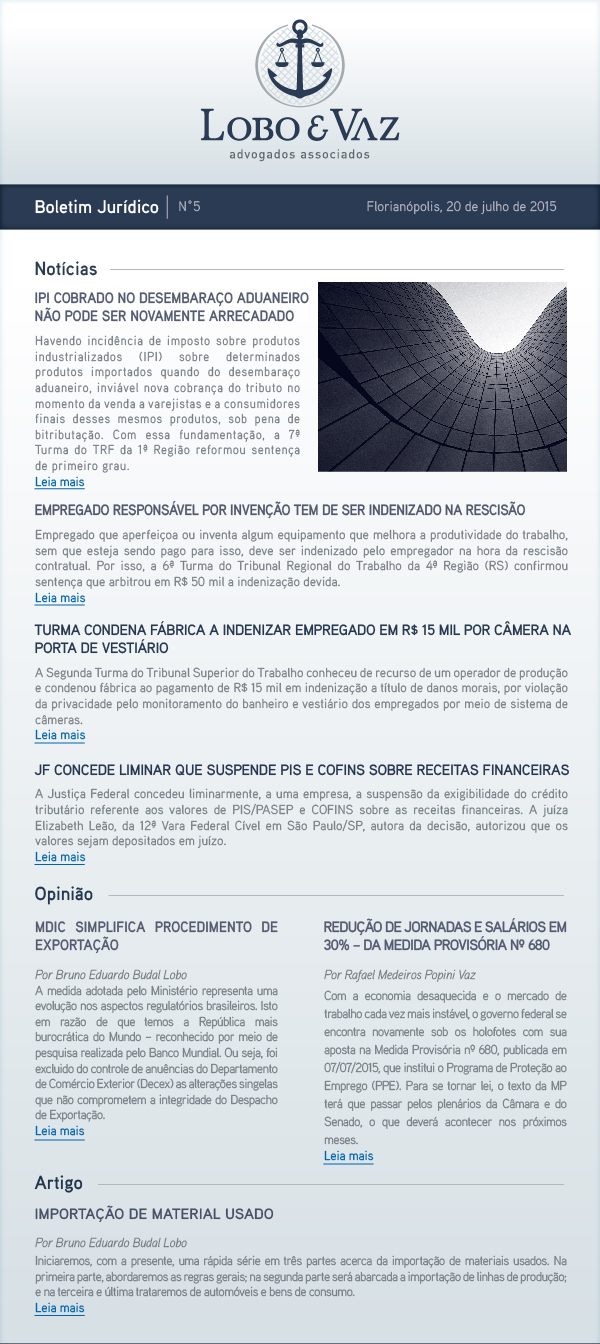 LOBO & VAZ
advogados associados
Boletim Jurídico | N°5
Florianópolis, 20 de julho de 2015
Notícias
IPI COBRADO NO DESEMBARAÇO ADUANEIRO
NÃO PODE SER NOVAMENTE ARRECADADO
Havendo incidência de imposto sobre produtos
industrializados (IPI) sobre determinados
produtos importados quando do desembaraço
aduaneiro, inviável nova cobrança do tributo no
momento da venda a varejistas e a consumidores
finais desses mesmos produtos, sob pena de
bitributação. Com essa fundamentação, a 7ª
Turma do TRF da 1ª Região reformou sentença
de primeiro grau.
Leia mais
EMPREGADO RESPONSÁVEL POR INVENÇÃO TEM DE SER INDENIZADO NA RESCISÃO
Empregado que aperfeiçoa ou inventa algum equipamento que melhora a produtividade do trabalho,
sem que esteja sendo pago para isso, deve ser indenizado pelo empregador na hora da rescisão
contratual. Por isso, a 6ª Turma do Tribunal Regional do Trabalho da 4ª Região (RS) confirmou
sentença que arbitrou em R$ 50 mil a indenização devida.
Leia mais
TURMA CONDENA FÁBRICA A INDENIZAR EMPREGADO EM R$ 15 MIL POR CÂMERA NA
PORTA DE VESTIÁRIO
A Segunda Turma do Tribunal Superior do Trabalho conheceu de recurso de um operador de produção
e condenou fábrica ao pagamento de R$ 15 mil em indenização a título de danos morais, por violação
da privacidade pelo monitoramento do banheiro e vestiário dos empregados por meio de sistema de
câmeras.
Leia mais
JF CONCEDE LIMINAR QUE SUSPENDE PIS E COFINS SOBRE RECEITAS FINANCEIRAS
A Justiça Federal concedeu liminarmente, a uma empresa, a suspensão da exigibilidade do crédito
tributário referente aos valores de PIS/PASEP e COFINS sobre as receitas financeiras. A juíza
Elizabeth Leão, da 12ª Vara Federal Cível em São Paulo/SP, autora da decisão, autorizou que os
valores sejam depositados em juízo.
Leia mais
Opinião
MDIC SIMPLIFICA PROCEDIMENTO DE
EXPORTAÇÃO
Por Bruno Eduardo Budal Lobo
A medida adotada pelo Ministério representa uma
evolução nos aspectos regulatórios brasileiros. Isto
em razão de que temos a República mais
burocrática do Mundo – reconhecido por meio de
pesquisa realizada pelo Banco Mundial. Ou seja, foi
excluído do controle de anuências do Departamento
de Comércio Exterior (Decex) as alterações singelas
que não comprometem a integridade do Despacho
de Exportação.
Leia mais
REDUÇÃO DE JORNADAS E SALÁRIOS EM
30% – DA MEDIDA PROVISÓRIA Nº 680
Por Rafael Medeiros Popini Vaz
Com a economia desaquecida e o mercado de
trabalho cada vez mais instável, o governo federal se
encontra novamente sob os holofotes com sua
aposta na Medida Provisória nº 680, publicada em
07/07/2015, que institui o Programa de Proteção ao
Emprego (PPE). Para se tornar lei, o texto da MP
terá que passar pelos plenários da Câmara e do
Senado, o que deverá acontecer nos próximos
meses.
Leia mais
Artigo
IMPORTAÇÃO DE MATERIAL USADO
Por Bruno Eduardo Budal Lobo
Iniciaremos, com a presente, uma rápida série em três partes acerca da importação de materiais usados. Na
primeira parte, abordaremos as regras gerais; na segunda parte será abarcada a importação de linhas de produção;
e na terceira e última trataremos de automóveis e bens de consumo.
Leia mais